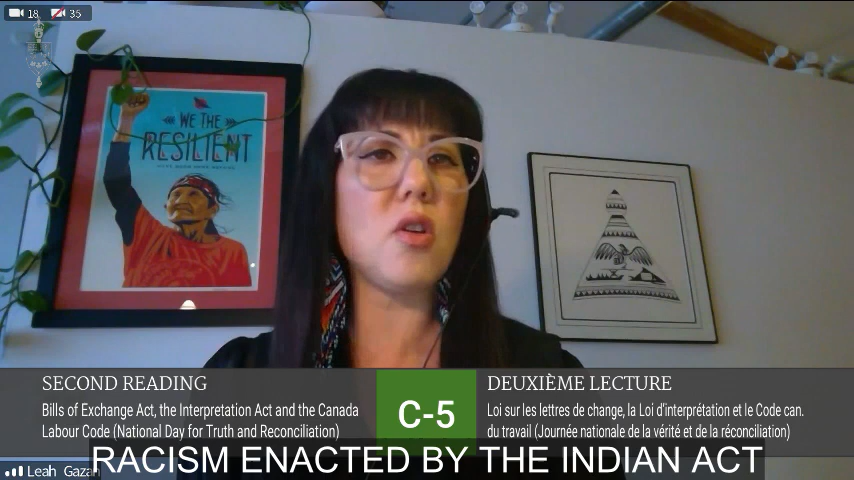 18 35
WE THE
RESILIENT
SECOND READING
Bills of Exchange Act, the Interpretation Act and the Canada
Labour Code (National Day for Truth and Reconciliation)
C-5
DEUXIÈME LECTURE
Loi sur les lettres de change, la Loi d'interprétation et le Code can.
du travail (Journée nationale de la vérité et de la réconciliation)
Leah Gazan
RACISM ENACTED BY THE INDIAN ACT